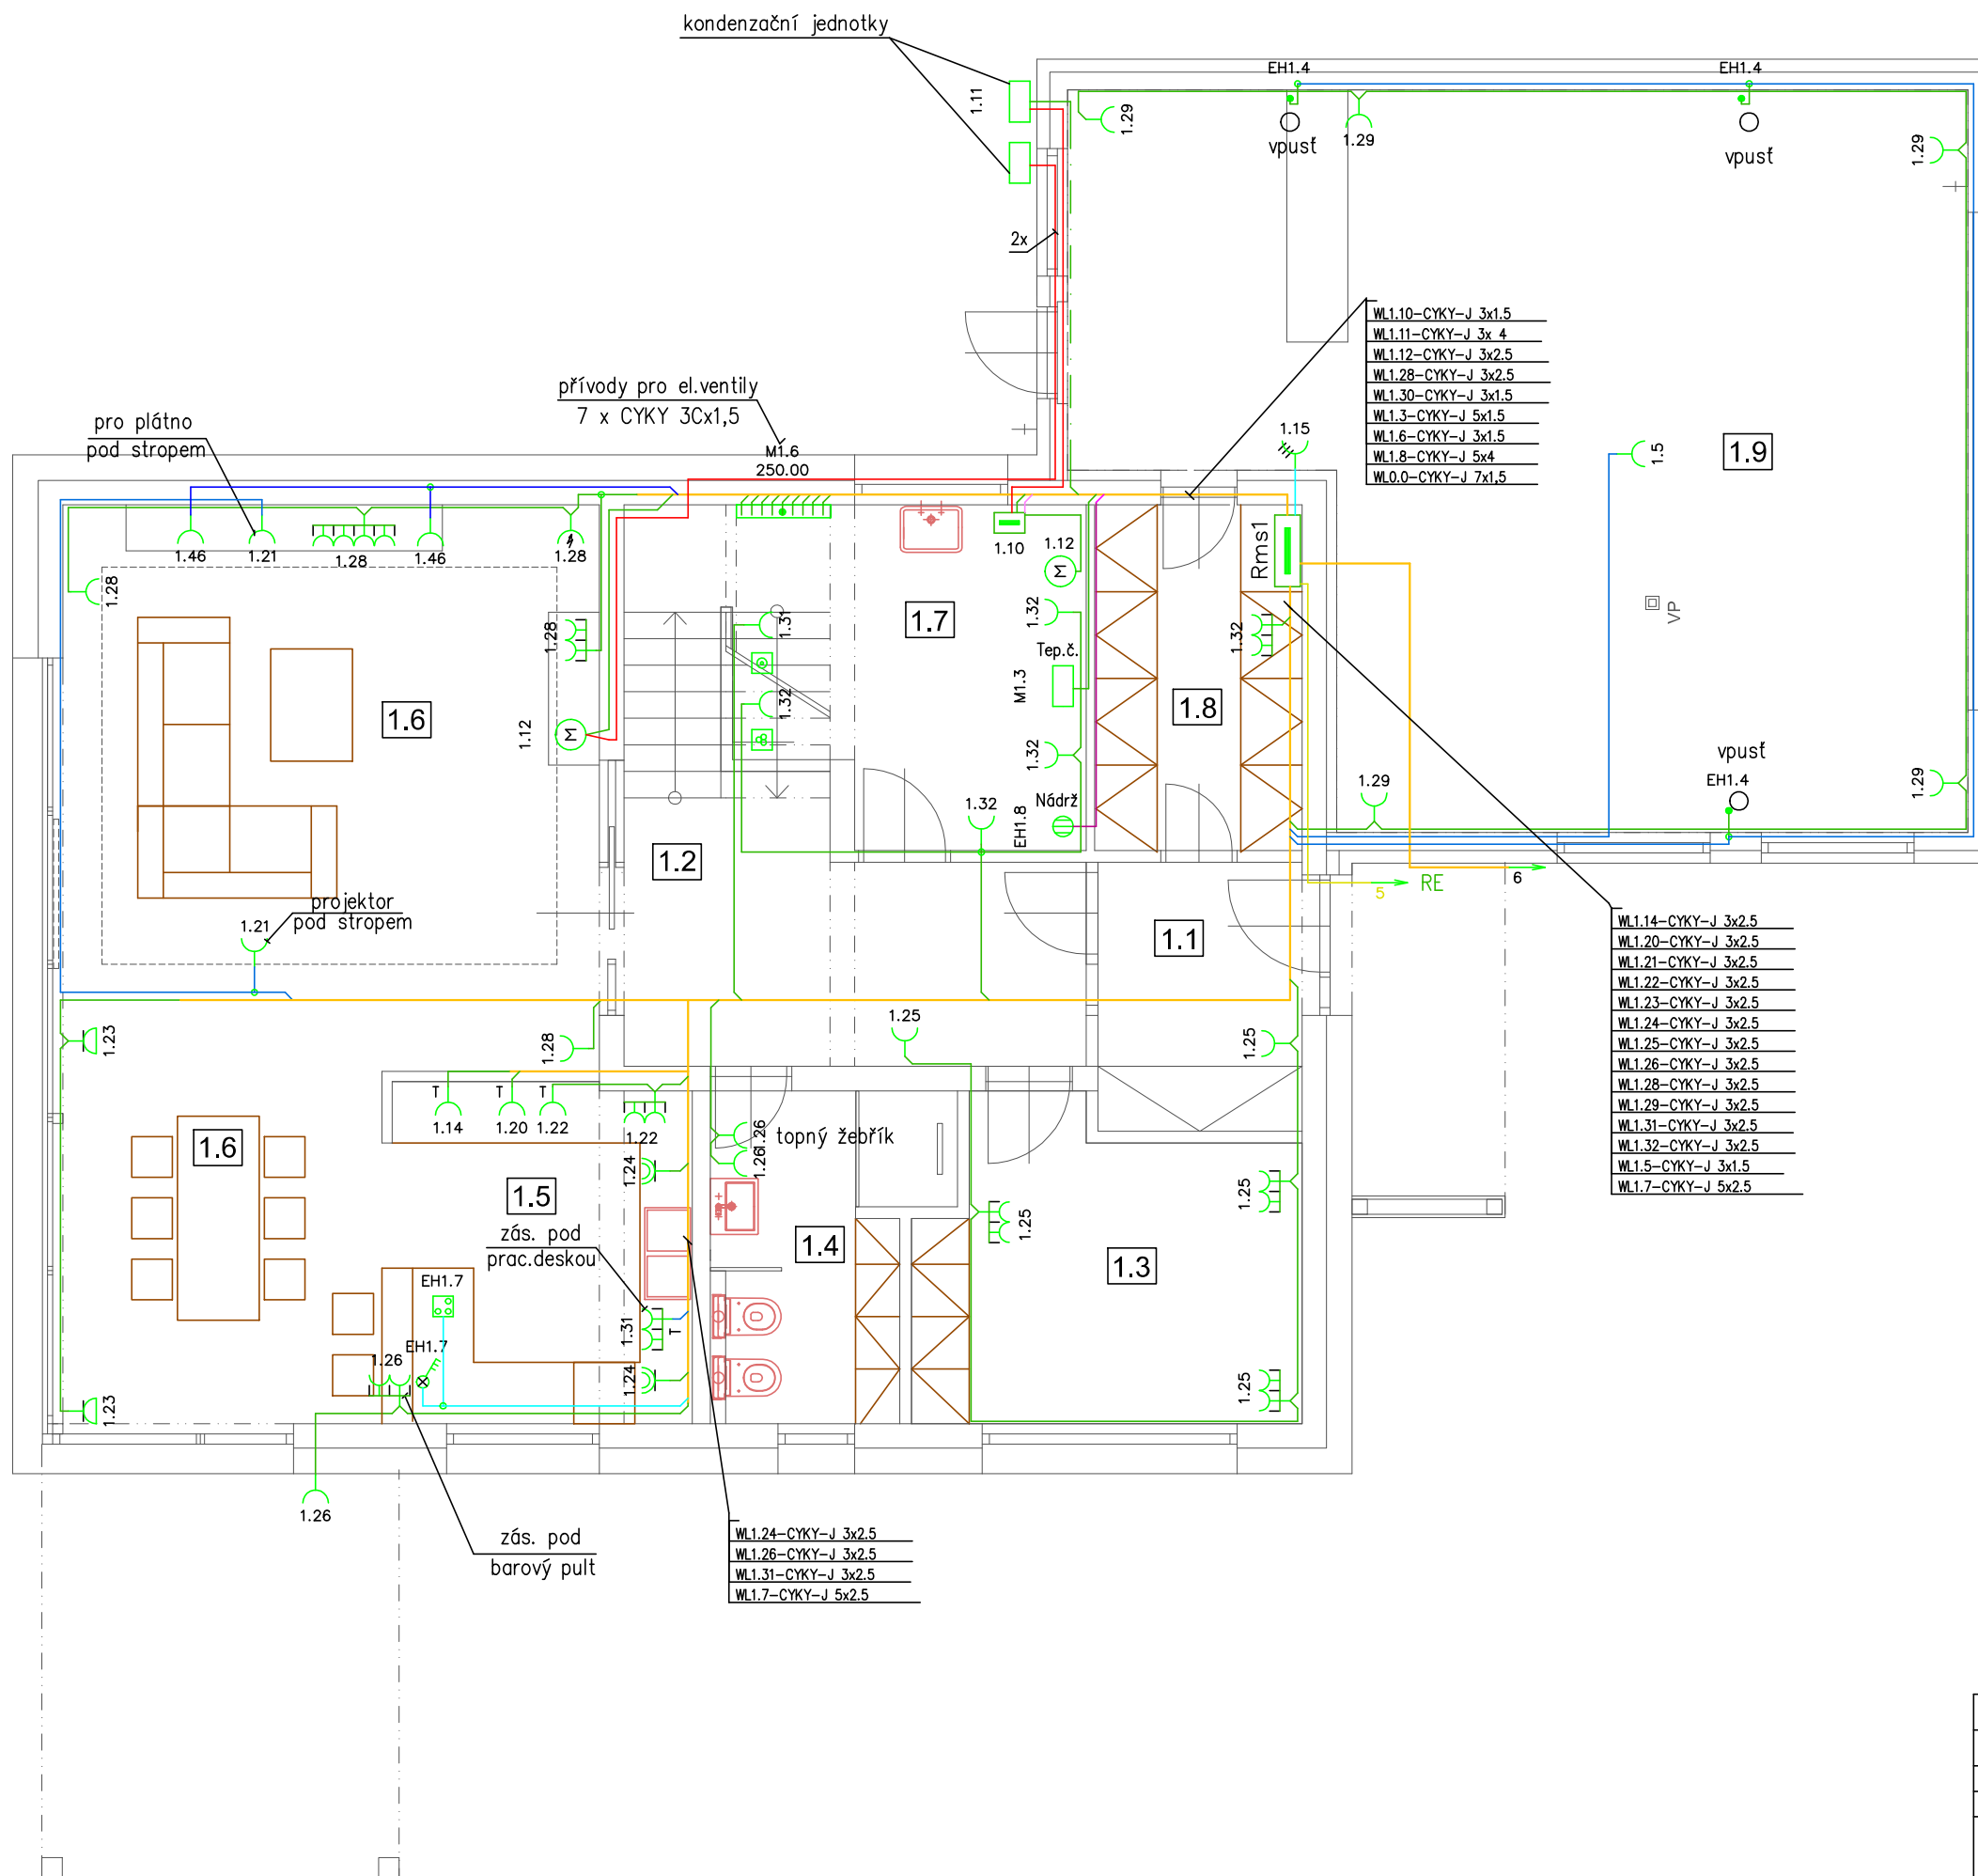 kondenzační jednotky
1.11
EH1.4
EH1.4
1.29
vpusť
1.29
vpusť
1.29
2x
WL1.10-CYKY-J 3x1.5
WL1.11-CYKY-J 3x 4
WL1.12-CYKY-J 3x2.5
WL1.28-CYKY-J 3x2.5
WL1.30-CYKY-J 3x1.5
WL1.3-CYKY-J 5x1.5
WL1.6-CYKY-J 3x1.5
WL1.8-CYKY-J 5x4
WL0.0-CYKY-J 7x1,5
přívody pro el.ventily
7 x CYKY 3Cx1,5
M1.6
250.00
pro plátno
pod stropem
1.15
1.5
1.9
1.46
1.21
1.28
1.46
1.28
1.10
1.12
M
Rms1
1.28
1.28
1.31
1.7
1.32
1.32
VP
Tep.č.
M1.3
1.6
1.12
M
1.32
1.8
1.32
vpusť
EH1.4
1.29
1.29
1.32
Nádrž
EH1.8
1.2
RE
5
6
projektor
pod stropem
1.21
1.1
WL1.14-CYKY-J 3x2.5
WL1.20-CYKY-J 3x2.5
WL1.21-CYKY-J 3x2.5
WL1.22-CYKY-J 3x2.5
WL1.23-CYKY-J 3x2.5
WL1.24-CYKY-J 3x2.5
WL1.25-CYKY-J 3x2.5
WL1.26-CYKY-J 3x2.5
WL1.28-CYKY-J 3x2.5
WL1.29-CYKY-J 3x2.5
WL1.31-CYKY-J 3x2.5
WL1.32-CYKY-J 3x2.5
WL1.5-CYKY-J 3x1.5
WL1.7-CYKY-J 5x2.5
1.23
1.28
1.25
1.25
T
T
T
1.14
1.20
1.22
1.22
1.26
topný žebřík
1.26
1.6
1.24
1.5
1.25
1.25
zás. pod
prac.deskou
1.4
1.3
EH1.7
1.31
T
EH1.7
1.26
1.24
1.23
1.25
1.26
zás. pod
barový pult
WL1.24-CYKY-J 3x2.5
WL1.26-CYKY-J 3x2.5
WL1.31-CYKY-J 3x2.5
WL1.7-CYKY-J 5x2.5